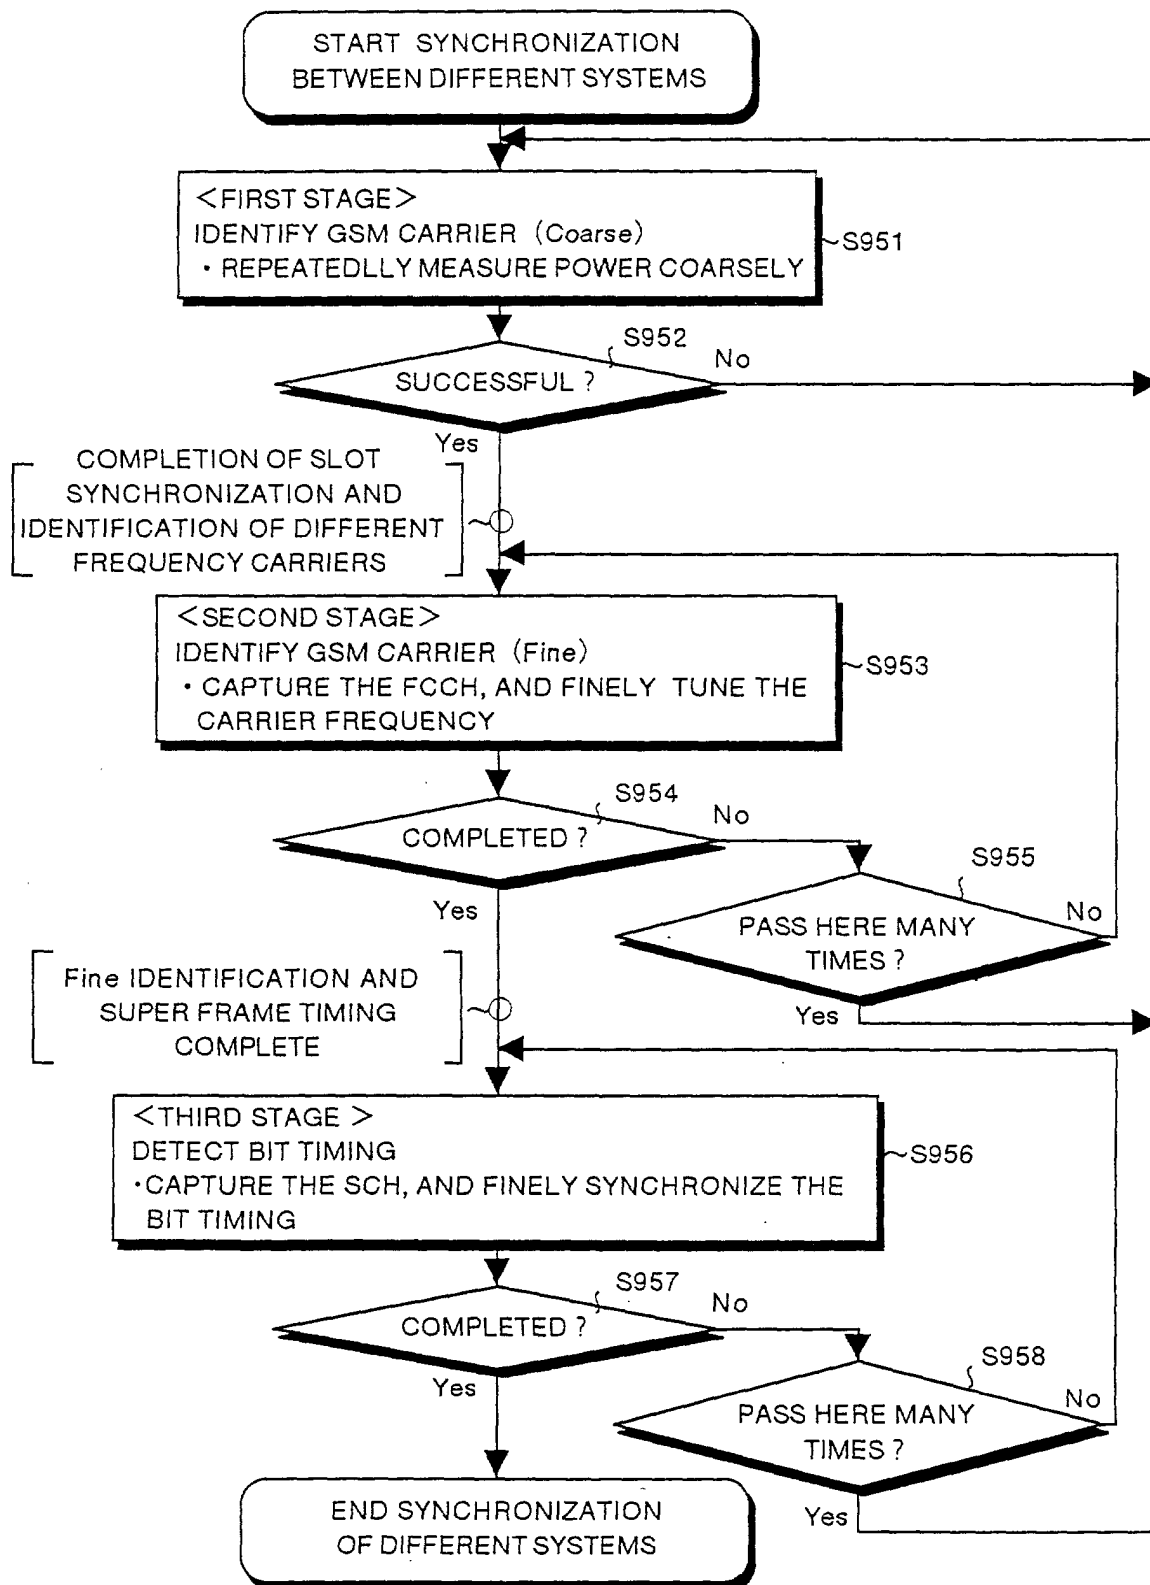 START SYNCHRONIZATION
BETWEEN DIFFERENT SYSTEMS
<FIRST STAGE>
IDENTIFY GSM CARRIER (Coarse)
· REPEATEDLLY MEASURE POWER COARSELY
S951
S952
SUCCESSFUL ?
No
Yes
COMPLETION OF SLOT
SYNCHRONIZATION AND
IDENTIFICATION OF DIFFERENT
FREQUENCY CARRIERS
<SECOND STAGE>
IDENTIFY GSM CARRIER (Fine)
· CAPTURE THE FCCH, AND FINELY TUNE THE
CARRIER FREQUENCY
S953
S954
COMPLETED ?
No
Yes
S955
PASS HERE MANY
TIMES ?
No
Yes
Fine IDENTIFICATION AND
SUPER FRAME TIMING
COMPLETE
<THIRD STAGE >
DETECT BIT TIMING
·CAPTURE THE SCH, AND FINELY SYNCHRONIZE THE
BIT TIMING
S956
S957
COMPLETED ?
No
Yes
S958
PASS HERE MANY
TIMES ?
No
Yes
END SYNCHRONIZATION
OF DIFFERENT SYSTEMS